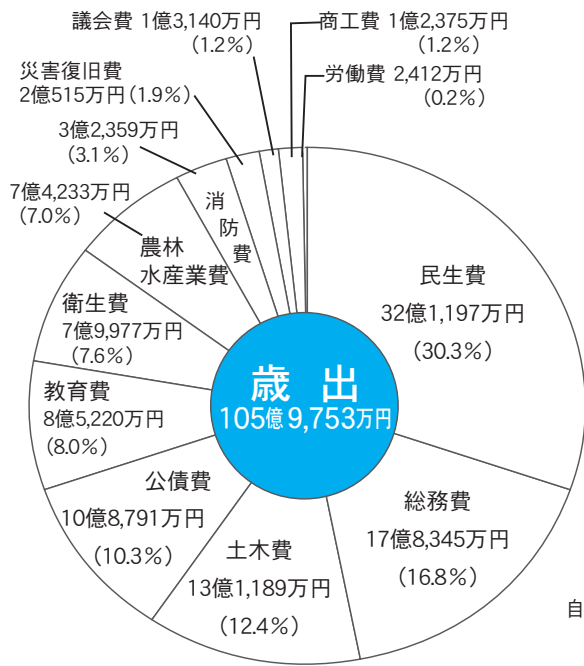 議会費 1億3,140万円
(1.2%)
商工費 1億2,375万円
(1.2%)
労働費 2,412万円
(0.2%)
災害復旧費
2億515万円(1.9%)
3億2,359万円
(3.1%)
消
防
費
7億4,233万円
(7.0%)
農林
水産業費
衛生費
7億9,977万円
(7.6%)
教育費
8億5,220万円
(8.0%)
公債費
10億8,791万円
(10.3%)
土木費
13億1,189万円
(12.4%)
総務費
17億8,345万円
(16.8%)
民生費
32億1,197万円
(30.3%)
歳出
105億9,753万円
自